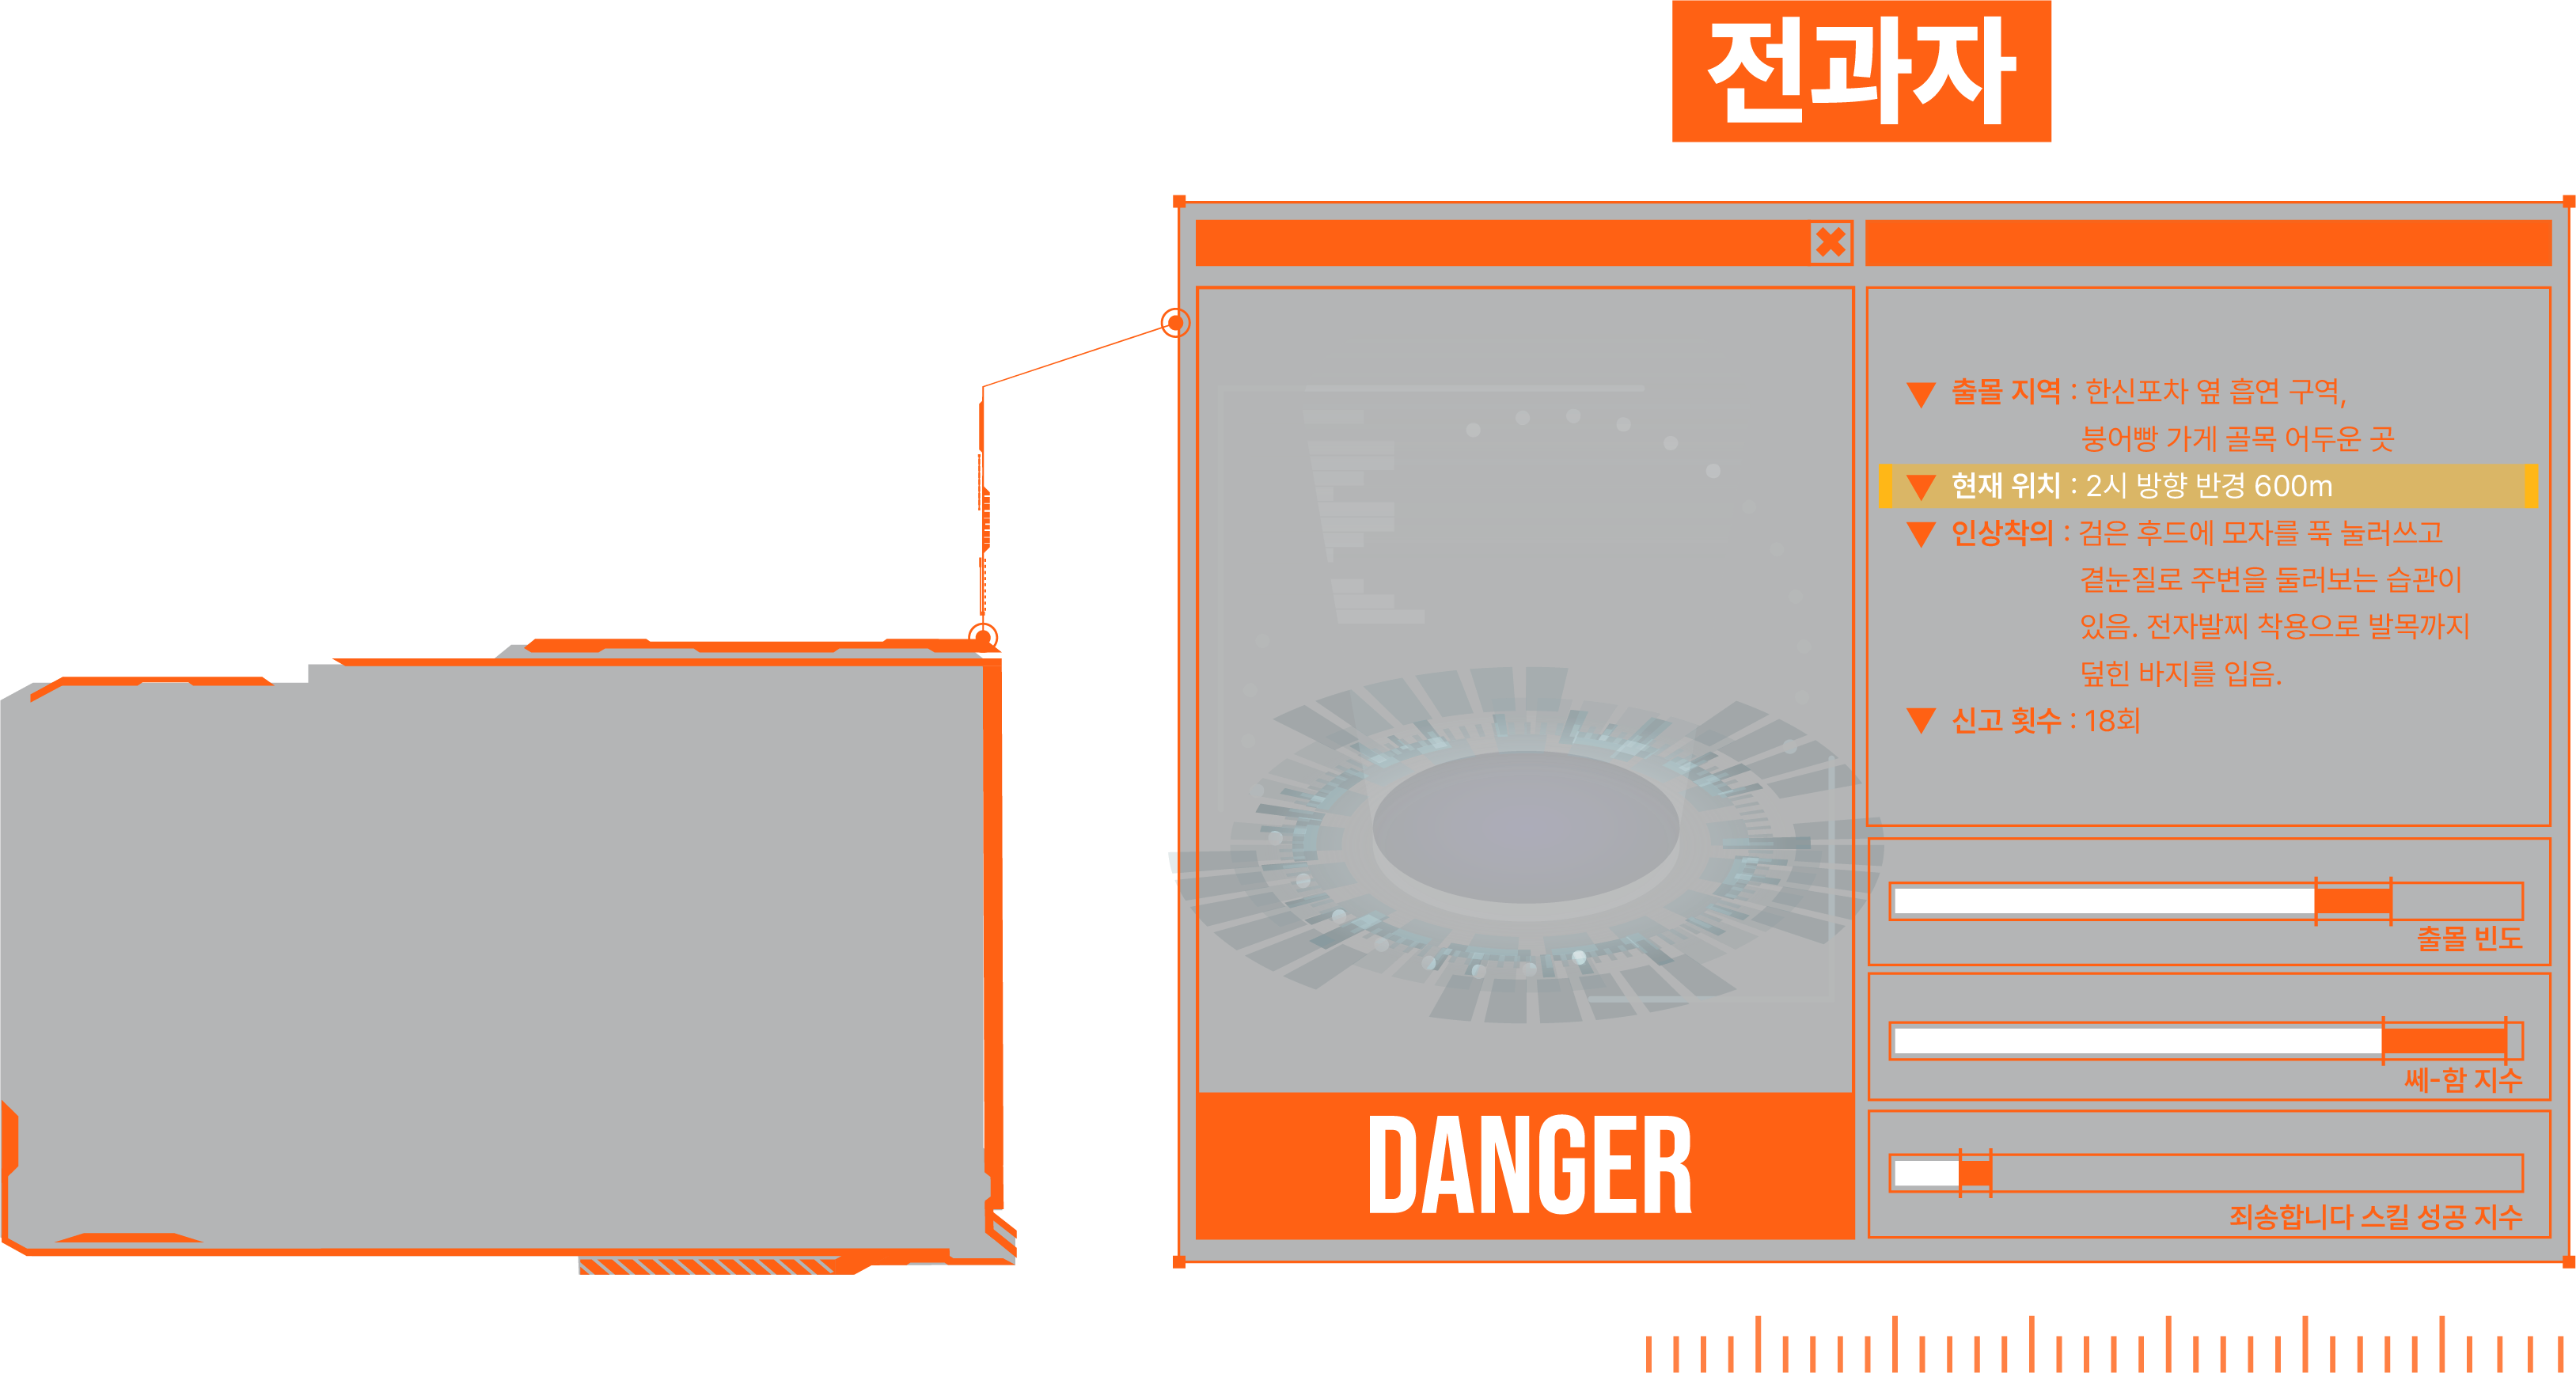 전과자
▼ 출몰 지역 : 한신포차 옆 흡연 구역,
붕어빵 가게 골목 어두운 곳
▼ 현재 위치 : 2시 방향 반경 600m
▼ 인상착의 : 검은 후드에 모자를 푹 눌러쓰고
곁눈질로 주변을 둘러보는 습관이
있음. 전자발찌 착용으로 발목까지
덮힌 바지를 입음.
▼ 신고 횟수 : 18회
출몰 빈도
쎄-함 지수
죄송합니다 스킬 성공 지수
DANGER